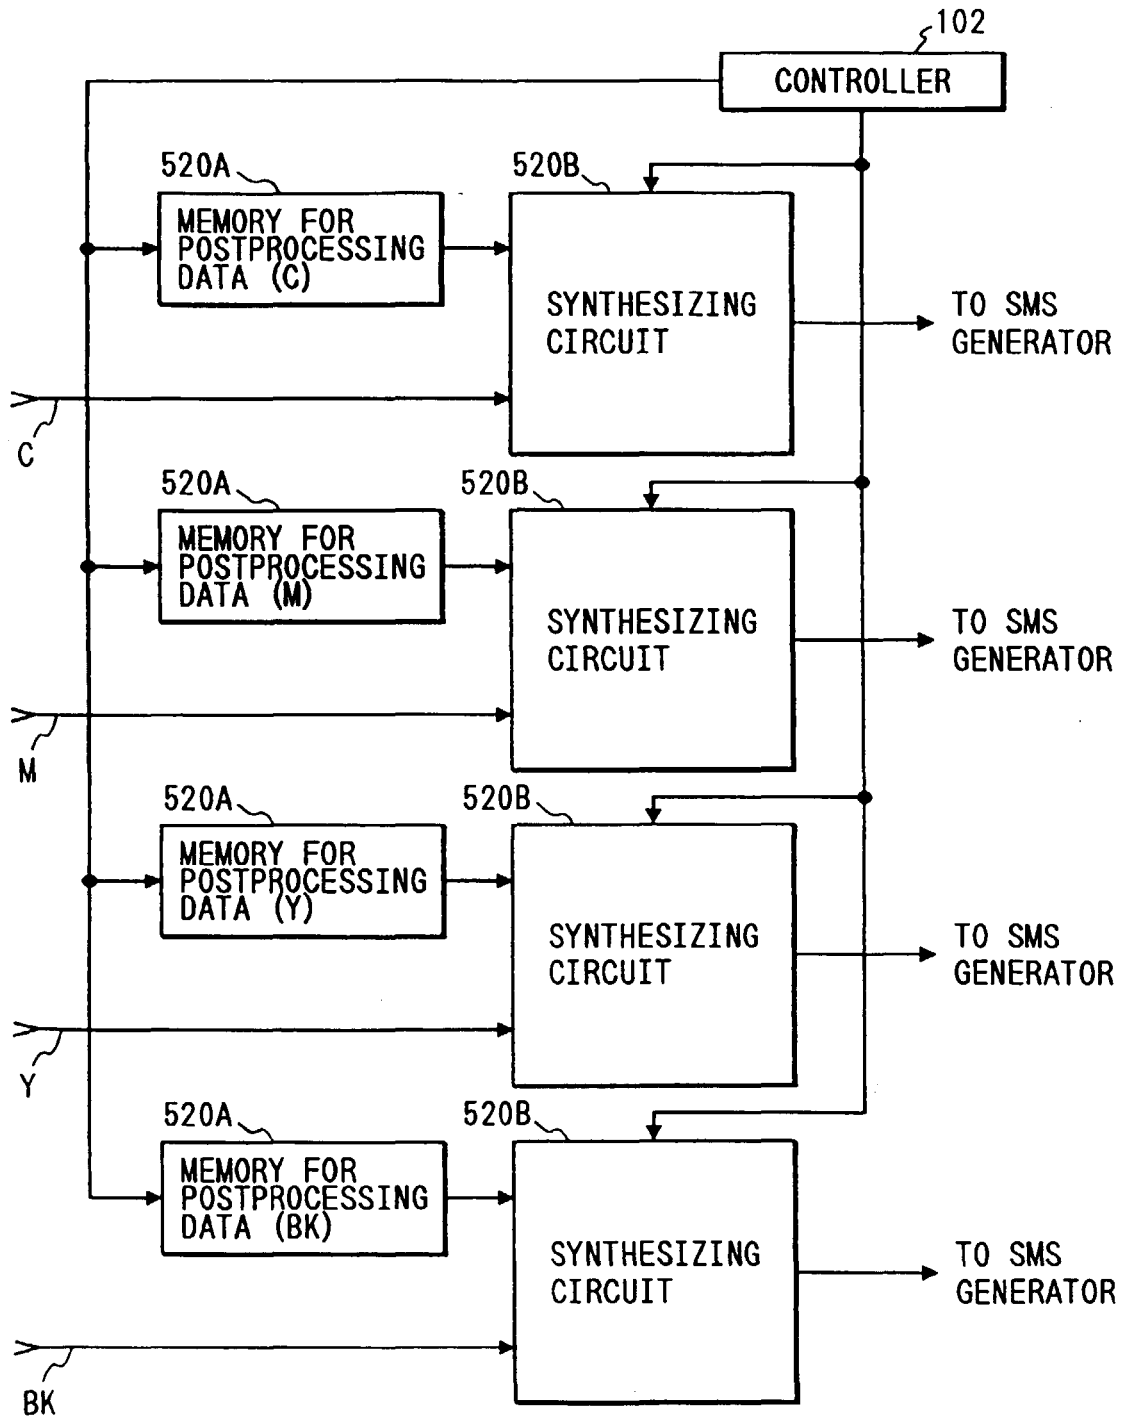 102
CONTROLLER
520A
520B
MEMORY FOR
POSTPROCESSING
DATA (C)
SYNTHESIZING
CIRCUIT
TO SMS
GENERATOR
C
520A
520B
MEMORY FOR
POSTPROCESSING
DATA (M)
SYNTHESIZING
CIRCUIT
TO SMS
GENERATOR
M
520A
520B
MEMORY FOR
POSTPROCESSING
DATA (Y)
SYNTHESIZING
CIRCUIT
TO SMS
GENERATOR
Y
520A
520B
MEMORY FOR
POSTPROCESSING
DATA (BK)
SYNTHESIZING
CIRCUIT
TO SMS
GENERATOR
BK